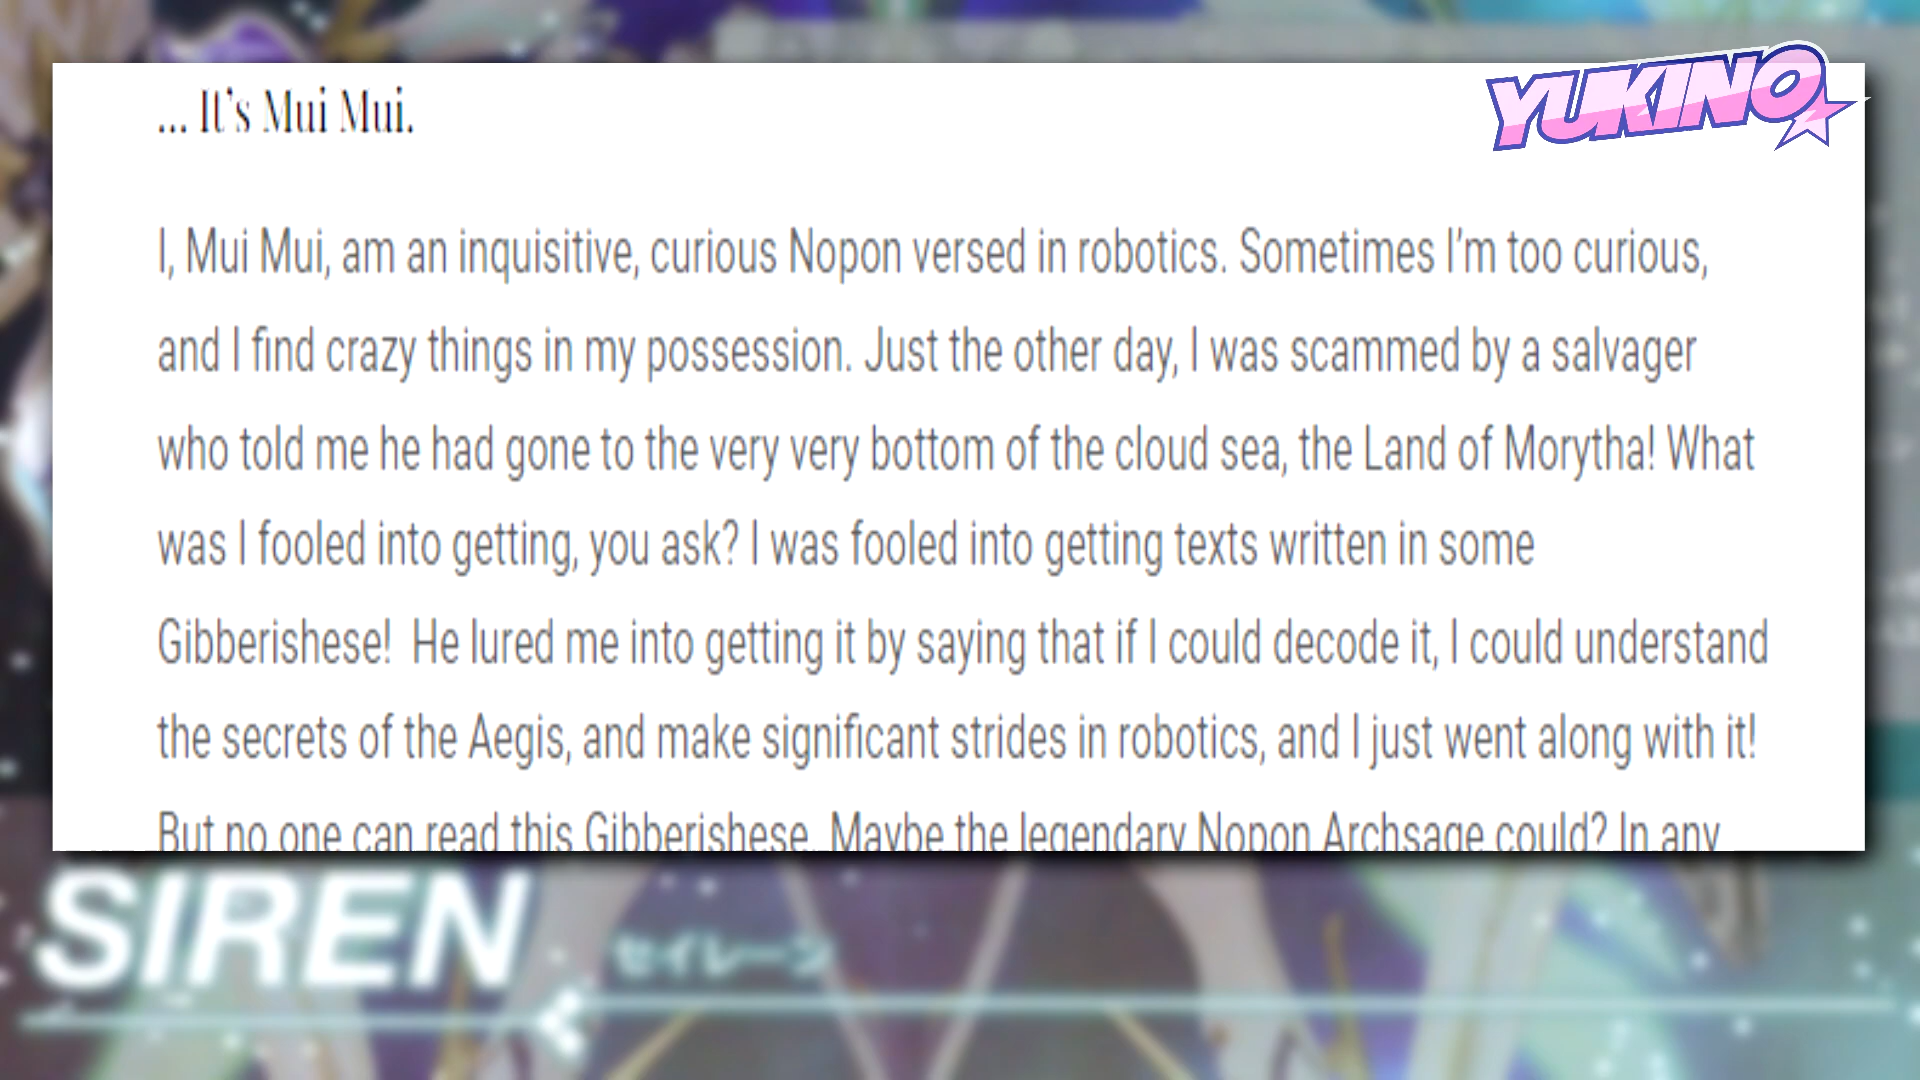 ... It's Mui Mui.
YUKINO
I, Mui Mui, am an inquisitive, curious Nopon versed in robotics. Sometimes I'm too curious,
and I find crazy things in my possession. Just the other day, I was scammed by a salvager
who told me he had gone to the very very bottom of the cloud sea, the Land of Morytha! What
was I fooled into getting, you ask? I was fooled into getting texts written in some
Gibberishese!  He lured me into getting it by saying that if I could decode it, I could understand
the secrets of the Aegis, and make significant strides in robotics, and I just went along with it!
But no one can read this Gibberishese. Maybe the legendary Nopon Archsage could? In any
SIREN
セイレーン